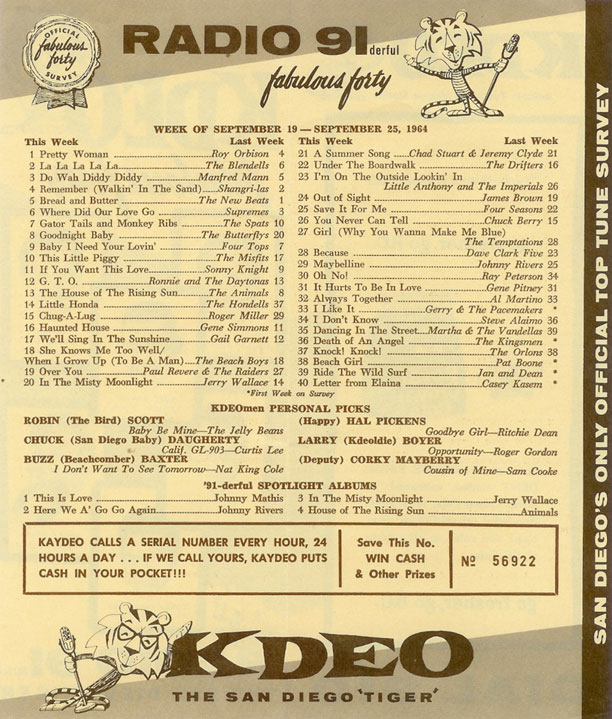 OFFICIAL
fabulous
forty
SURVEY
RADIO 91derful
fabulous forty
WEEK OF SEPTEMBER 19 — SEPTEMBER 25, 1964
This Week Last Week
1 Pretty Woman Roy Orbison 4
2 La La La La La The Blendells 6
3 Do Wah Diddy Diddy Manfred Mann 5
4 Remember (Walkin' In The Sand) Shangri-las 2
5 Bread and Butter The New Beats 1
6 Where Did Our Love Go Supremes 3
7 Gator Tails and Monkey Ribs The Spats 10
8 Goodnight Baby The Butterflys 20
9 Baby I Need Your Lovin' Four Tops 7
10 This Little Piggy The Misfits 17
11 If You Want This Love Sonny Knight 9
12 G. T. O. Ronnie and The Daytonas 13
13 The House of The Rising Sun The Animals 8
14 Little Honda The Hondells 37
15 Chug-A-Lug Roger Miller 29
16 Haunted House Gene Simmons 11
17 We'll Sing In The Sunshine Gail Garnett 12
18 She Knows Me Too Well/
When I Grow Up (To Be A Man) The Beach Boys 18
19 Over You Paul Revere & The Raiders 27
20 In The Misty Moonlight Jerry Wallace 14
This Week Last Week
21 A Summer Song Chad Stuart & Jeremy Clyde 21
22 Under The Boardwalk The Drifters 16
23 I'm On The Outside Lookin' In
Little Anthony and The Imperials 26
24 Out of Sight James Brown 19
25 Save It For Me Four Seasons 22
26 You Never Can Tell Chuck Berry 15
27 Girl (Why You Wanna Make Me Blue)
The Temptations 28
28 Because Dave Clark Five 23
29 Maybelline Johnny Rivers 25
30 Oh No! Ray Peterson 34
31 It Hurts To Be In Love Gene Pitney 31
32 Always Together Al Martino 33
33 I Like It Gerry & The Pacemakers *
34 I Don't Know Steve Alaimo 36
35 Dancing In The Street Martha & The Vandellas 39
36 Death of An Angel The Kingsmen *
37 Knock! Knock! The Orlons 38
38 Beach Girl Pat Boone *
39 Ride The Wild Surf Jan and Dean *
40 Letter from Elaina Casey Kasem *
*First Week on Survey
KDEOmen PERSONAL PICKS
ROBIN (The Bird) SCOTT
Baby Be Mine—The Jelly Beans
CHUCK (San Diego Baby) DAUGHERTY
Calif. GL-903—Curtis Lee
BUZZ (Beachcomber) BAXTER
I Don't Want To See Tomorrow—Nat King Cole
(Happy) HAL PICKENS
Goodbye Girl—Ritchie Dean
LARRY (Kdeoldie) BOYER
Opportunity—Roger Gordon
(Deputy) CORKY MAYBERRY
Cousin of Mine—Sam Cooke
'91-derful SPOTLIGHT ALBUMS
1 This Is Love Johnny Mathis
2 Here We A' Go Go Again Johnny Rivers
3 In The Misty Moonlight Jerry Wallace
4 House of The Rising Sun Animals
KAYDEO CALLS A SERIAL NUMBER EVERY HOUR, 24
HOURS A DAY . . . IF WE CALL YOURS, KAYDEO PUTS
CASH IN YOUR POCKET!!!
Save This No.
WIN CASH
& Other Prizes
No 56922
KDEO
THE SAN DIEGO 'TIGER'
SAN DIEGO'S ONLY OFFICIAL TOP TUNE SURVEY